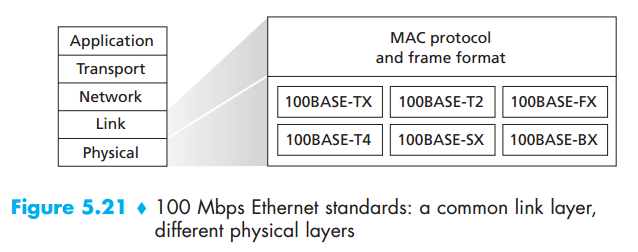 Application
Transport
Network
Link
Physical
MAC protocol
and frame format
100BASE-TX
100BASE-T2
100BASE-FX
100BASE-T4
100BASE-SX
100BASE-BX
Figure 5.21 ♦ 100 Mbps Ethernet standards: a common link layer,
different physical layers